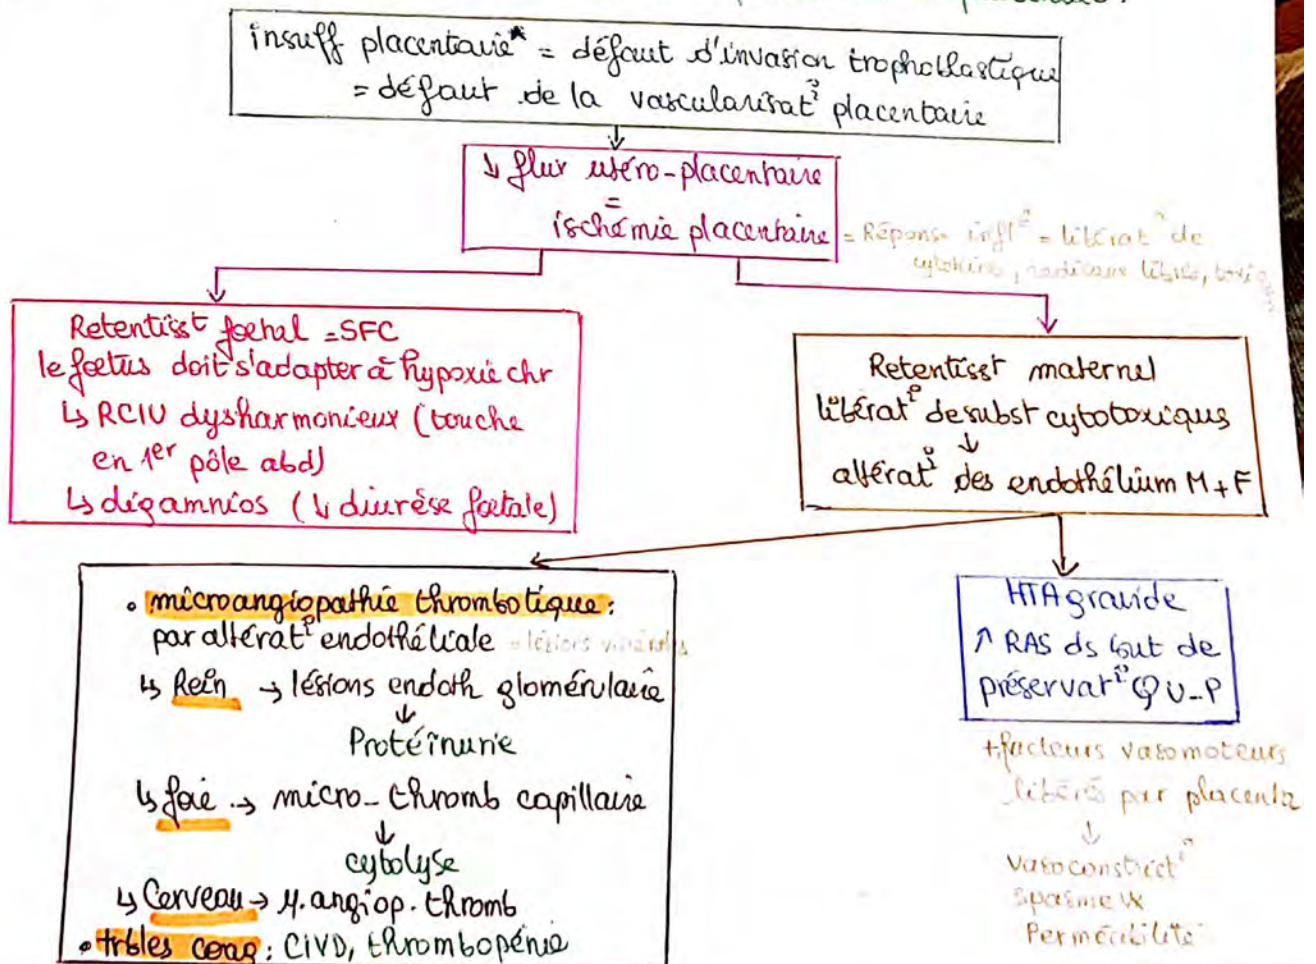 insuff placentaire* = défaut d'invasion trophoblastique
= défaut de la vascularisat° placentaire
↓ flux utéro-placentaire
=
ischémie placentaire
= Réponse infl° = libérat° de
cytokine, radicaux libres,
Retentisst foetal = SFC
le foetus doit s'adapter à hypoxie chr
↳ RCIU dysharmonieux (touche
en 1er pôle abd)
↳ oligamnios (↓ diurèse foetale)
Retentisst maternel
libérat° de subst cytotoxiques
↓
altérat° des endothélium M + F
• microangiopathie thrombotique :
par altérat° endothéliale = lésions viscérales
↳ Rein → lésions endoth glomérulaire
↓
Protéinurie
↳ foie → micro-thromb capillaire
↓
cytolyse
↳ Cerveau → µ.angiop.thromb
• trbles coag : CIVD, thrombopénie
HTA gravide
↑ RAS ds but de
préservat° Q U-P
+ facteurs vasomoteurs
libérés par placenta
↓
vasoconstrict°
spasme vx
Perméabilité